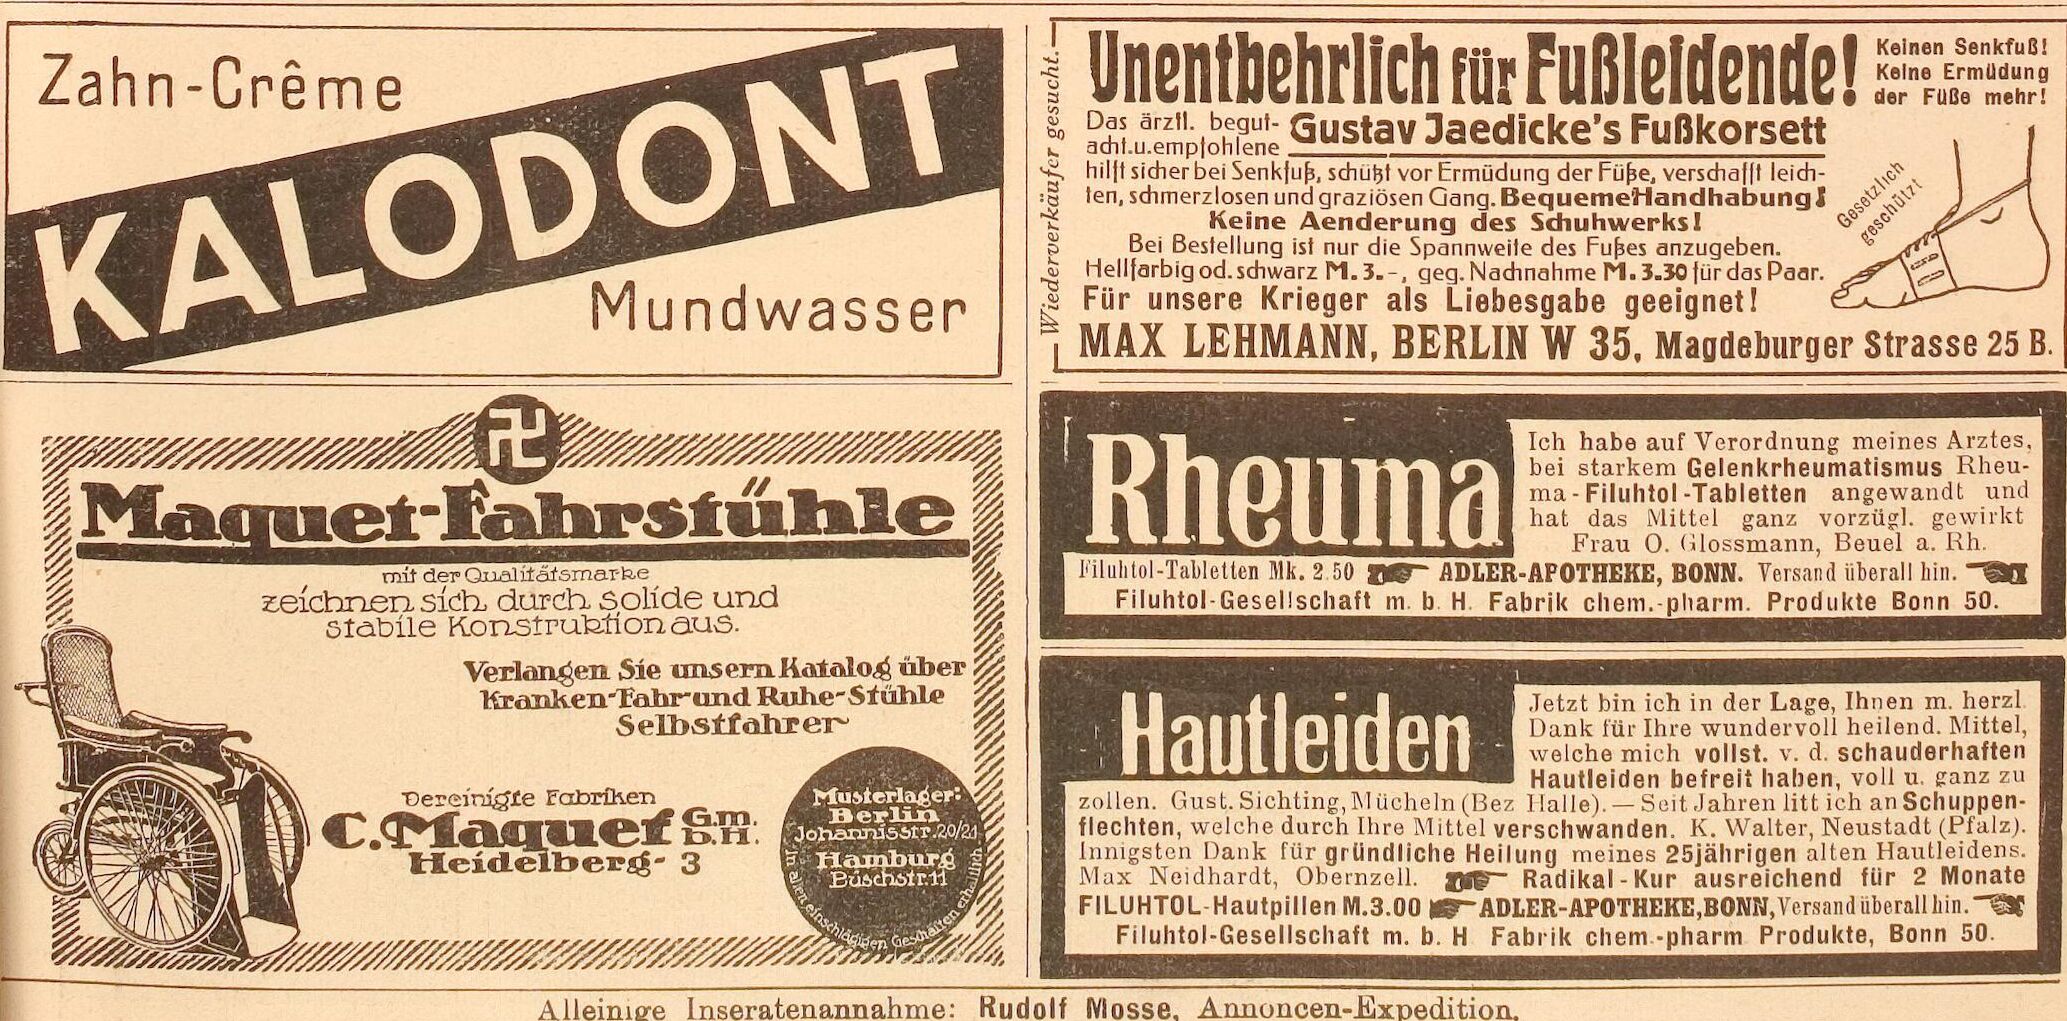 Zahn-Crême
KALODONT
Mundwasser
Wiederverkäufer gesucht.
Unentbehrlich für Fußleidende!
Keinen Senkfuß!
Keine Ermüdung
der Füße mehr!
Das ärztl. begut-
acht.u.empfohlene
Gustav Jaedicke's Fußkorsett
hilft sicher bei Senkfuß, schützt vor Ermüdung der Füße, verschafft leich-
ten, schmerzlosen und graziösen Gang. Bequeme Handhabung!
Keine Aenderung des Schuhwerks!
Bei Bestellung ist nur die Spannweite des Fußes anzugeben.
Hellfarbig od. schwarz M. 3.-, geg. Nachnahme M. 3.30 für das Paar.
Für unsere Krieger als Liebesgabe geeignet!
MAX LEHMANN, BERLIN W 35, Magdeburger Strasse 25 B.
Gesetzlich
geschützt
Maquet-Fahrstühle
mit der Qualitätsmarke
zeichnen sich durch solide und
stabile Konstruktion aus.
Verlangen Sie unsern Katalog über
Kranken-Fahr-und Ruhe-Stühle
Selbstfahrer
Vereinigte Fabriken
C. Maquet G.m.
b.H.
Heidelberg- 3
Musterlager:
Berlin
Johannisstr. 20/21
Hamburg
Büschstr. 11
In allen einschlägigen Geschäften erhältlich
Rheuma
Ich habe auf Verordnung meines Arztes,
bei starkem Gelenkrheumatismus Rheu-
ma-Filuhtol-Tabletten angewandt und
hat das Mittel ganz vorzügl. gewirkt
Frau O. Glossmann, Beuel a. Rh.
Filuhtol-Tabletten Mk. 2.50 ADLER-APOTHEKE, BONN. Versand überall hin.
Filuhtol-Gesellschaft m. b. H. Fabrik chem.-pharm. Produkte Bonn 50.
Hautleiden
Jetzt bin ich in der Lage, Ihnen m. herzl.
Dank für Ihre wundervoll heilend. Mittel,
welche mich vollst. v. d. schauderhaften
Hautleiden befreit haben, voll u. ganz zu
zollen. Gust. Sichting, Mücheln (Bez Halle). — Seit Jahren litt ich an Schuppen-
flechten, welche durch Ihre Mittel verschwanden. K. Walter, Neustadt (Pfalz).
Innigsten Dank für gründliche Heilung meines 25jährigen alten Hautleidens.
Max Neidhardt, Obernzell. Radikal-Kur ausreichend für 2 Monate
FILUHTOL-Hautpillen M.3.00 ADLER-APOTHEKE, BONN, Versand überall hin.
Filuhtol-Gesellschaft m. b. H Fabrik chem.-pharm Produkte, Bonn 50.
Alleinige Inseratenannahme: Rudolf Mosse, Annoncen-Expedition.